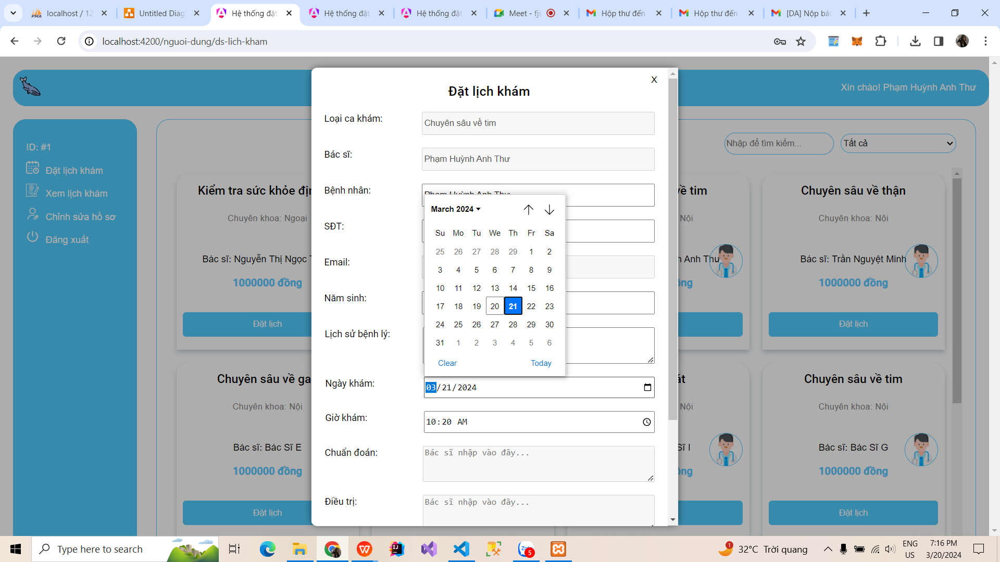 localhost / 12
Untitled Diag
Hệ thống đặt
Hệ thống đặt
Hệ thống đặt
Meet - fjs
Hộp thư đến
Hộp thư đến
[DA] Nộp bác
localhost:4200/nguoi-dung/ds-lich-kham
Xin chào! Phạm Huỳnh Anh Thư
ID: #1
Đặt lịch khám
Xem lịch khám
Chỉnh sửa hồ sơ
Đăng xuất
Nhập để tìm kiếm...
Tất cả
Kiểm tra sức khỏe địn
Chuyên khoa: Ngoại
Bác sĩ: Nguyễn Thị Ngọc T
1000000 đồng
Đặt lịch
về tim
Nội
Anh Thư
ồng
Chuyên sâu về thận
Chuyên khoa: Nội
Bác sĩ: Trần Nguyệt Minh
1000000 đồng
Đặt lịch
Chuyên sâu về ga
Chuyên khoa: Nội
Bác sĩ: Bác Sĩ E
1000000 đồng
Đặt lịch
át
Nội
Sĩ I
ồng
Chuyên sâu về tim
Chuyên khoa: Nội
Bác sĩ: Bác Sĩ G
1000000 đồng
Đặt lịch
X
Đặt lịch khám
Loại ca khám:
Chuyên sâu về tim
Bác sĩ:
Phạm Huỳnh Anh Thư
Bệnh nhân:
Phạm Huỳnh Anh Thư
SĐT:
Email:
Năm sinh:
Lịch sử bệnh lý:
March 2024
Su Mo Tu We Th Fr Sa
25 26 27 28 29 1 2
3 4 5 6 7 8 9
10 11 12 13 14 15 16
17 18 19 20 21 22 23
24 25 26 27 28 29 30
31 1 2 3 4 5 6
Clear Today
Ngày khám:
03/21/2024
Giờ khám:
10:20 AM
Chuẩn đoán:
Bác sĩ nhập vào đây...
Điều trị:
Bác sĩ nhập vào đây...
Type here to search
5
1
32°C Trời quang
ENG
US
7:16 PM
3/20/2024